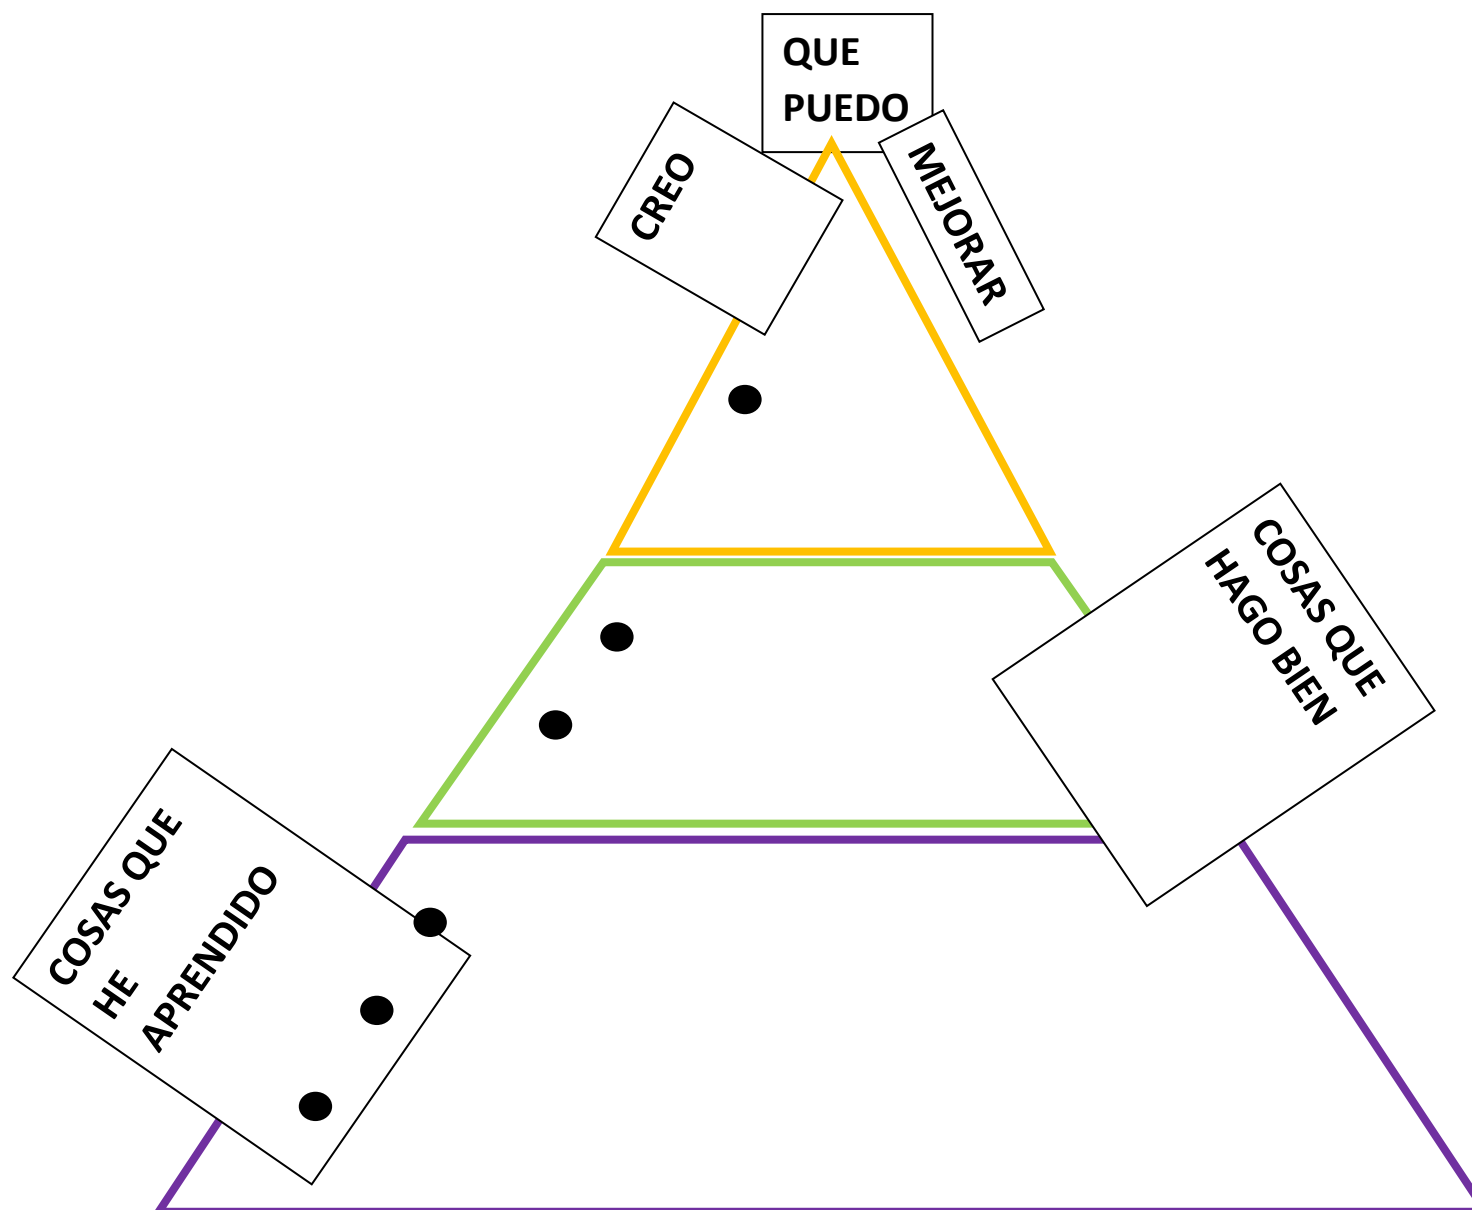 CREO
QUE
PUEDO
MEJORAR
COSAS QUE
HAGO BIEN
COSAS QUE
HE
APRENDIDO